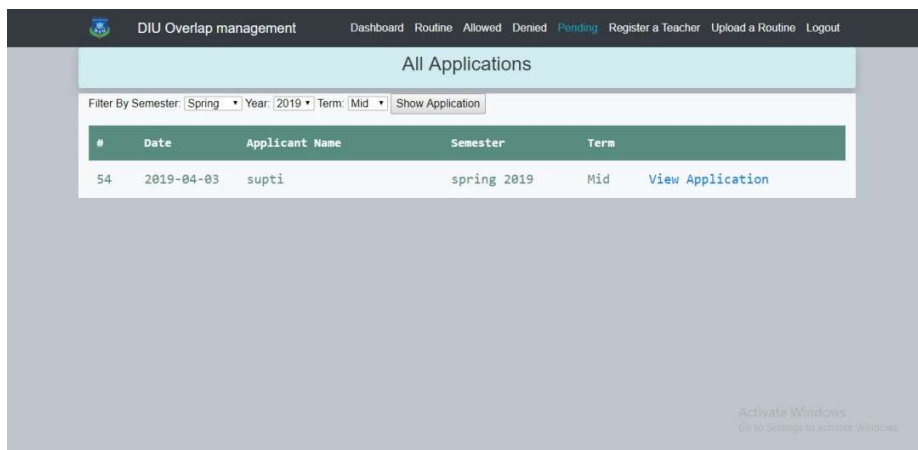 DIU Overlap management Dashboard Routine Allowed Denied Pending Register a Teacher Upload a Routine Logout
All Applications
Filter By Semester: Spring Year: 2019 Term: Mid Show Application
# Date Applicant Name Semester Term
54 2019-04-03 supti spring 2019 Mid View Application
Activate Windows
Go to Settings to activate Windows.